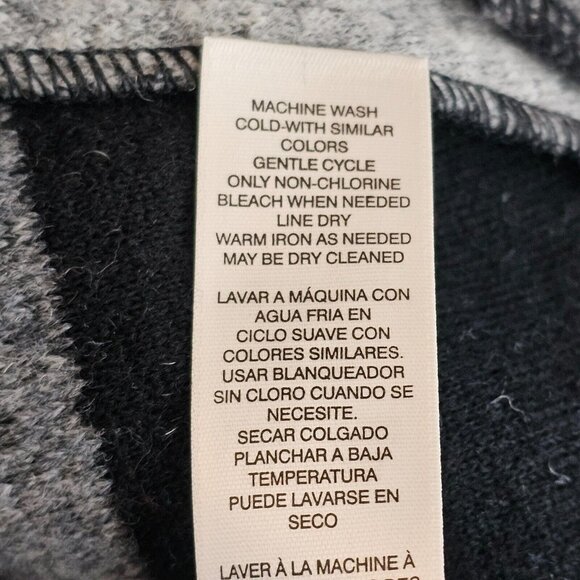 MACHINE WASH
COLD-WITH SIMILAR
COLORS
GENTLE CYCLE
ONLY NON-CHLORINE
BLEACH WHEN NEEDED
LINE DRY
WARM IRON AS NEEDED
MAY BE DRY CLEANED
LAVAR A MÁQUINA CON
AGUA FRIA EN
CICLO SUAVE CON
COLORES SIMILARES.
USAR BLANQUEADOR
SIN CLORO CUANDO SE
NECESITE.
SECAR COLGADO
PLANCHAR A BAJA
TEMPERATURA
PUEDE LAVARSE EN
SECO
LAVER À LA MACHINE À